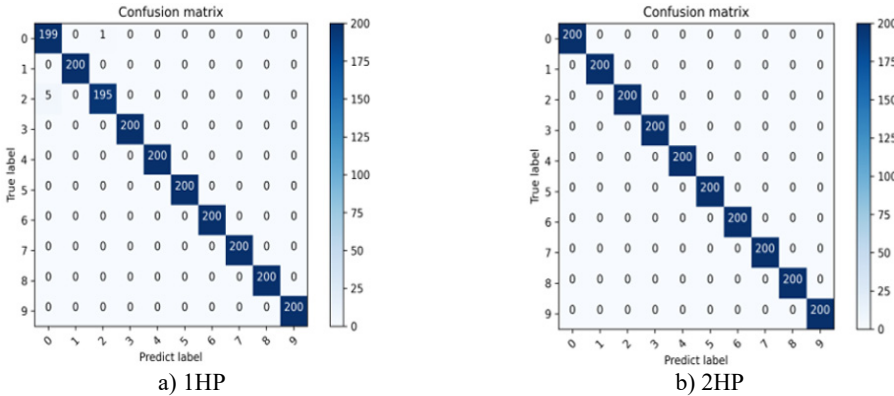 Confusion matrix
0 199 0 1 0 0 0 0 0 0 0
1 0 200 0 0 0 0 0 0 0 0
2 5 0 195 0 0 0 0 0 0 0
3 0 0 0 200 0 0 0 0 0 0
4 0 0 0 0 200 0 0 0 0 0
5 0 0 0 0 0 200 0 0 0 0
6 0 0 0 0 0 0 200 0 0 0
7 0 0 0 0 0 0 0 200 0 0
8 0 0 0 0 0 0 0 0 200 0
9 0 0 0 0 0 0 0 0 0 200
True label
0 1 2 3 4 5 6 7 8 9
Predict label
200
175
150
125
100
75
50
25
0
a) 1HP
Confusion matrix
0 200 0 0 0 0 0 0 0 0 0
1 0 200 0 0 0 0 0 0 0 0
2 0 0 200 0 0 0 0 0 0 0
3 0 0 0 200 0 0 0 0 0 0
4 0 0 0 0 200 0 0 0 0 0
5 0 0 0 0 0 200 0 0 0 0
6 0 0 0 0 0 0 200 0 0 0
7 0 0 0 0 0 0 0 200 0 0
8 0 0 0 0 0 0 0 0 200 0
9 0 0 0 0 0 0 0 0 0 200
True label
0 1 2 3 4 5 6 7 8 9
Predict label
200
175
150
125
100
75
50
25
0
b) 2HP